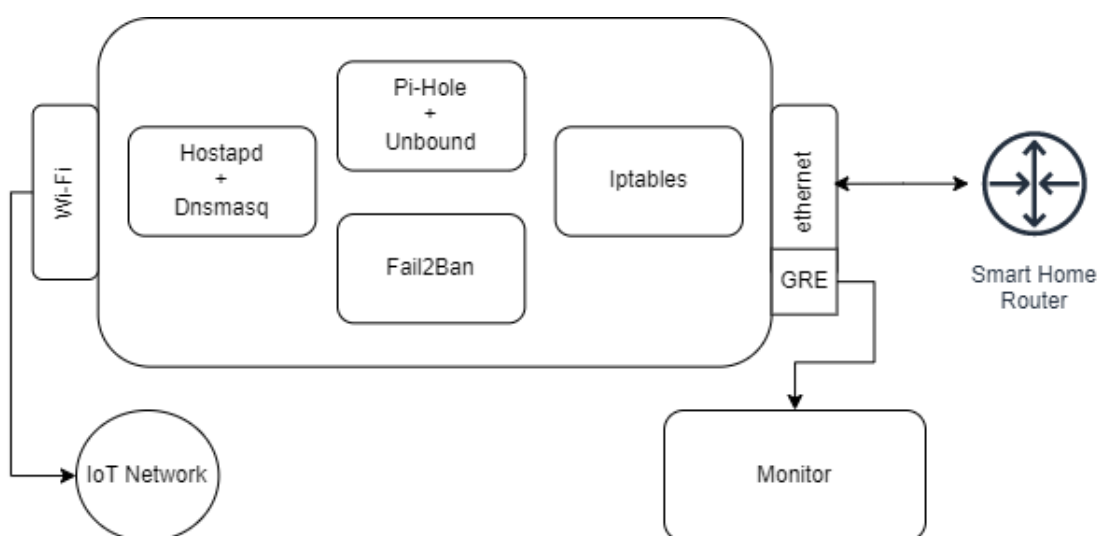 Pi-Hole
+
Unbound
Hostapd
+
Dnsmasq
Iptables
Fail2Ban
Wi-Fi
ethernet
GRE
Smart Home
Router
IoT Network
Monitor